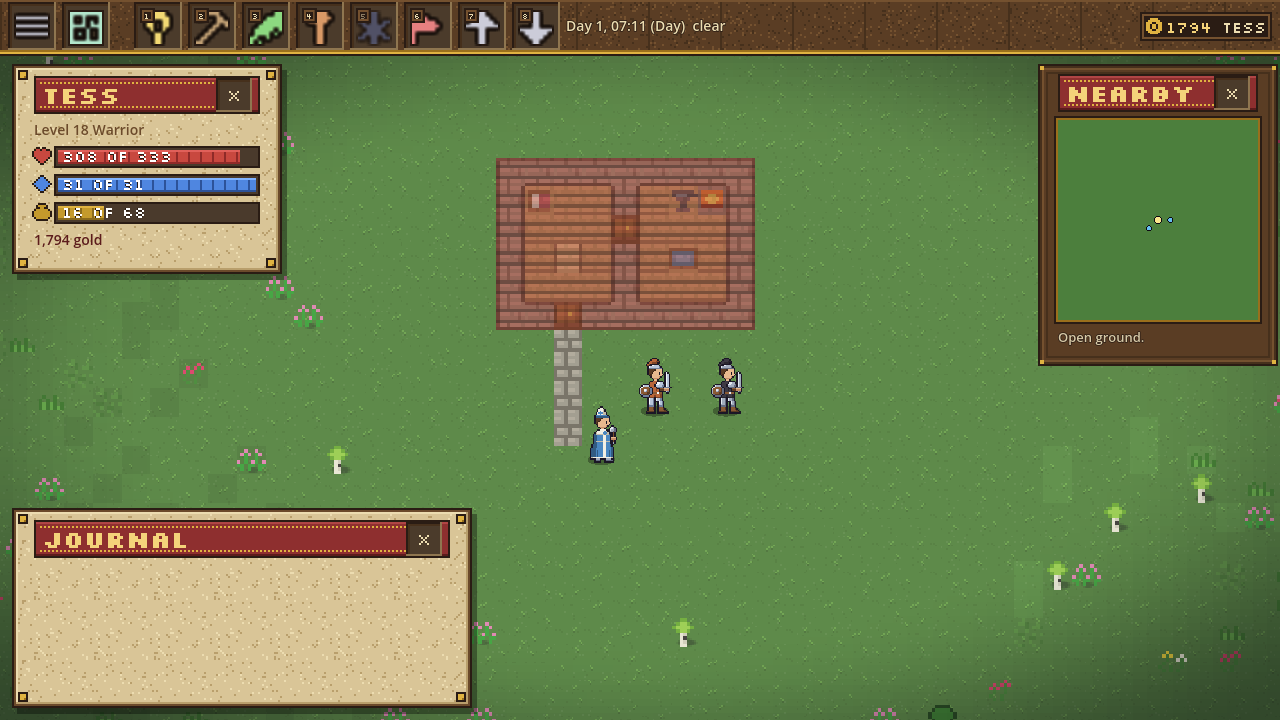 1
2
3
4
5
6
7
8
Day 1, 07:11 (Day)  clear
1794 TESS
TESS
Level 18 Warrior
308 OF 333
31 OF 31
18 OF 68
1,794 gold
NEARBY
Open ground.
JOURNAL